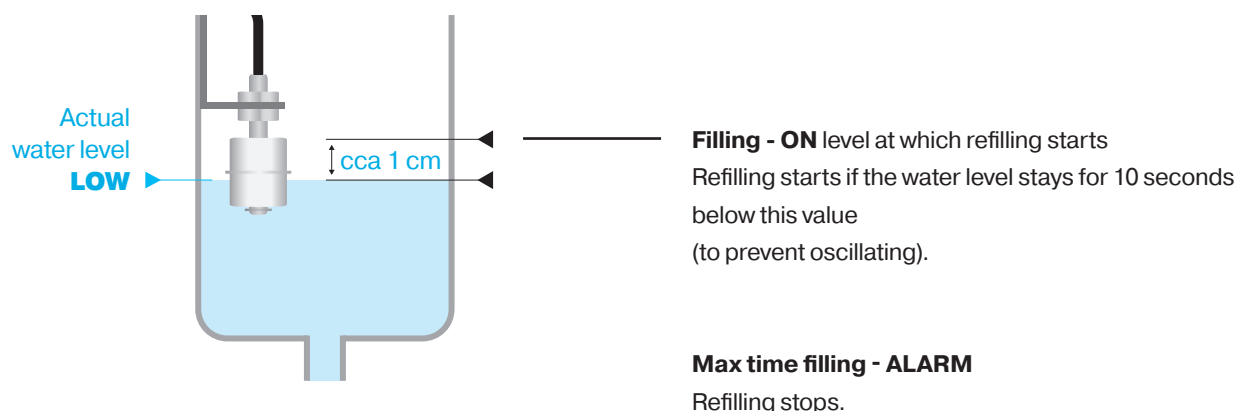 Actual
water level
LOW
cca 1 cm
Filling - ON level at which refilling starts
Refilling starts if the water level stays for 10 seconds
below this value
(to prevent oscillating).
Max time filling - ALARM
Refilling stops.